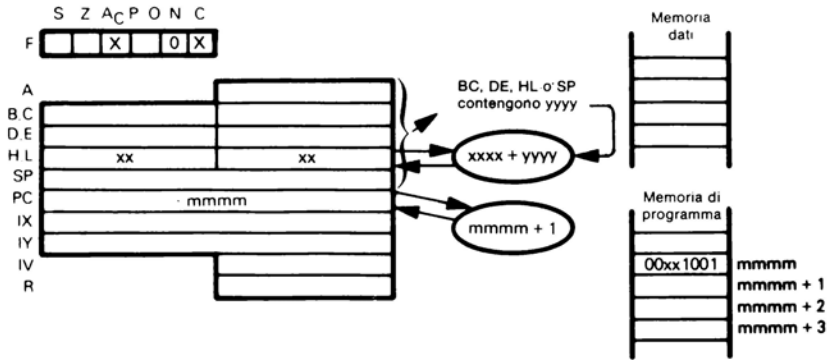 S Z AC P O N C
F X 0 X
A
B.C
D.E
H.L xx xx
SP
PC mmmm
IX
IY
IV
R
BC, DE, HL o SP
contengono yyyy
xxxx + yyyy
mmmm + 1
Memoria
dati
Memoria di
programma
00xx1001 mmmm
mmmm + 1
mmmm + 2
mmmm + 3